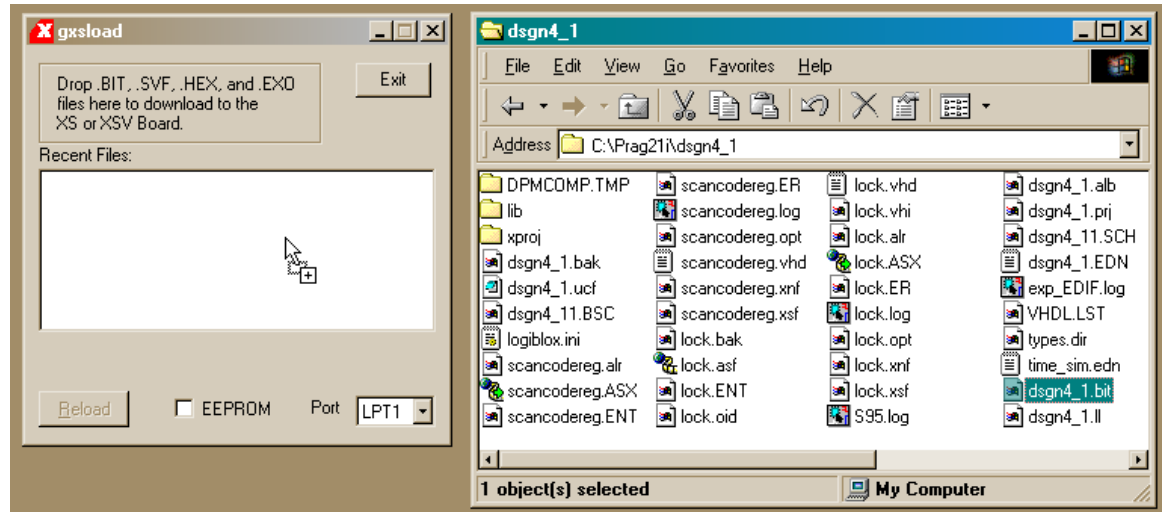 gxsload
Drop .BIT, .SVF, .HEX, and .EXO
files here to download to the
XS or XSV Board.
Exit
Recent Files:
Reload
EEPROM
Port
LPT1
dsgn4_1
File Edit View Go Favorites Help
Address C:\Prag21i\dsgn4_1
DPMCOMP.TMP
lib
xproj
dsgn4_1.bak
dsgn4_1.ucf
dsgn4_11.BSC
logiblox.ini
scancodereg.alr
scancodereg.ASX
scancodereg.ENT
scancodereg.ER
scancodereg.log
scancodereg.opt
scancodereg.vhd
scancodereg.xnf
scancodereg.xsf
lock.bak
lock.asf
lock.ENT
lock.oid
lock.vhd
lock.vhi
lock.alr
lock.ASX
lock.ER
lock.log
lock.opt
lock.xnf
lock.xsf
S95.log
dsgn4_1.alb
dsgn4_1.prj
dsgn4_11.SCH
dsgn4_1.EDN
exp_EDIF.log
VHDL.LST
types.dir
time_sim.edn
dsgn4_1.bit
dsgn4_1.ll
1 object(s) selected
My Computer